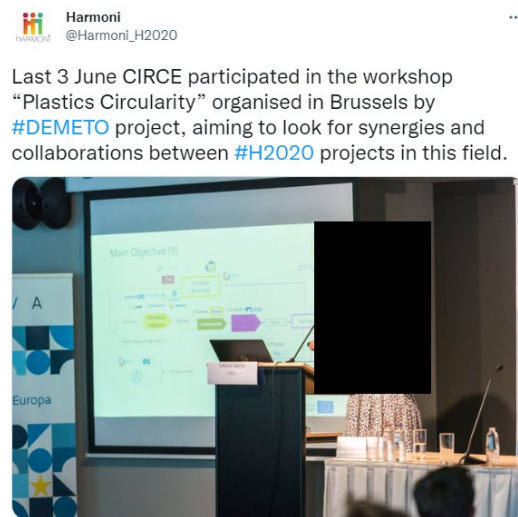 Harmoni
@Harmoni_H2020
HARMONI
Last 3 June CIRCE participated in the workshop
“Plastics Circularity” organised in Brussels by
#DEMETO project, aiming to look for synergies and
collaborations between #H2020 projects in this field.
Main Objective (II)
V A
Europa